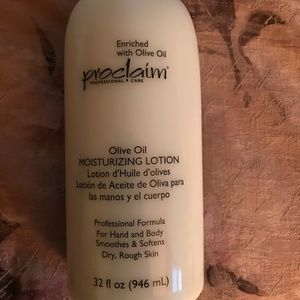 Enriched
with Olive Oil
proclaim
PROFESSIONAL CARE
Olive Oil
MOISTURIZING LOTION
Lotion d'Huile d'olives
Loción de Aceite de Oliva para
las manos y el cuerpo
Professional Formula
For Hand and Body
Smoothes & Softens
Dry, Rough Skin
32 fl oz (946 mL)